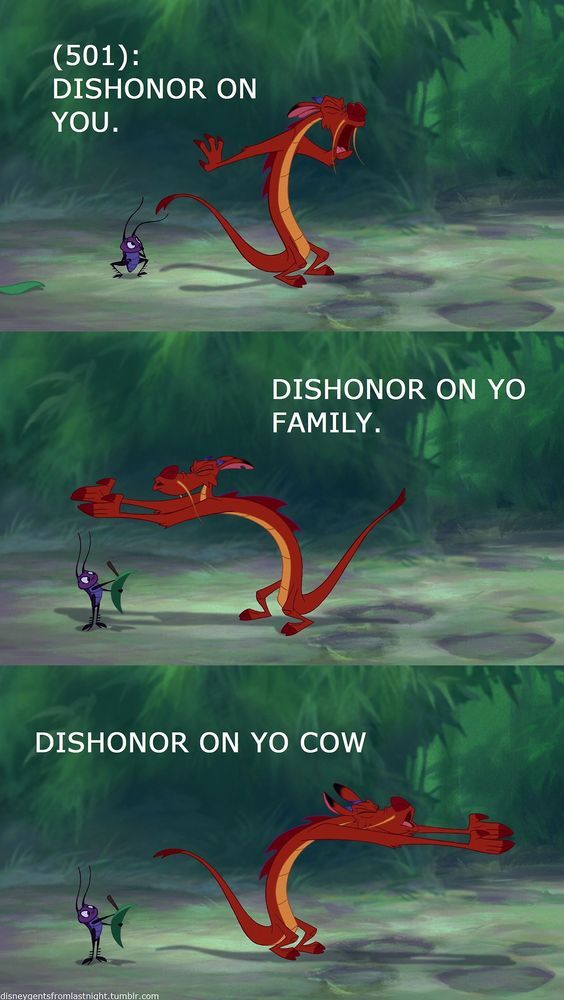 (501):
DISHONOR ON
YOU.
DISHONOR ON YO
FAMILY.
DISHONOR ON YO COW
disneygentsfromlastnight.tumblr.com